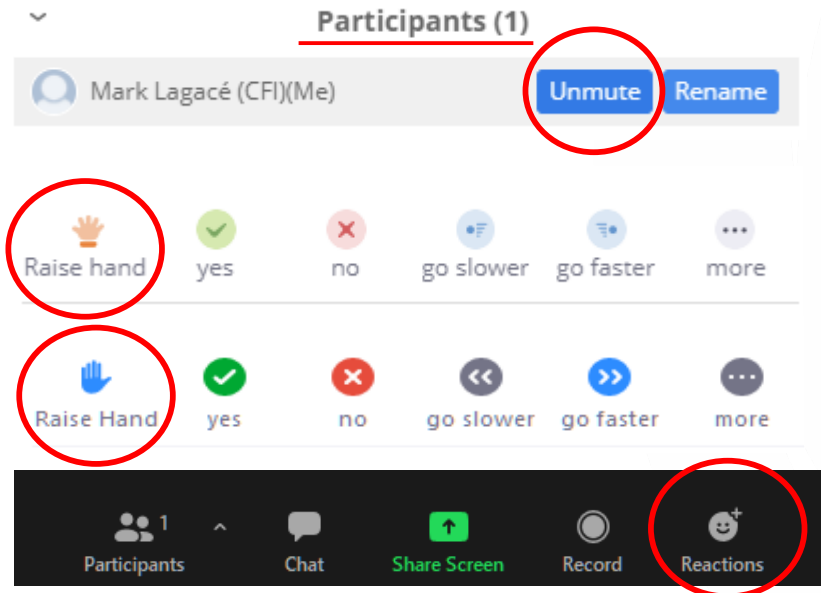 Participants (1)
Mark Lagacé (CFI)(Me) Unmute Rename
Raise hand yes no go slower go faster more
Raise Hand yes no go slower go faster more
1
Participants Chat Share Screen Record Reactions